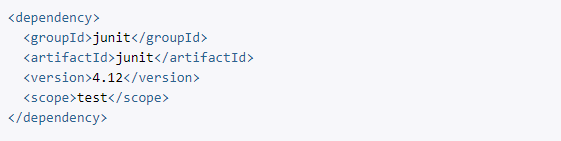 <dependency>
  <groupId>junit</groupId>
  <artifactId>junit</artifactId>
  <version>4.12</version>
  <scope>test</scope>
</dependency>